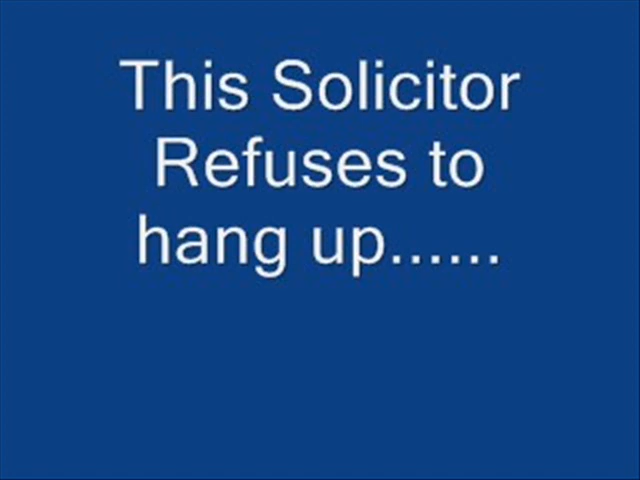 This Solicitor
Refuses to
hang up......